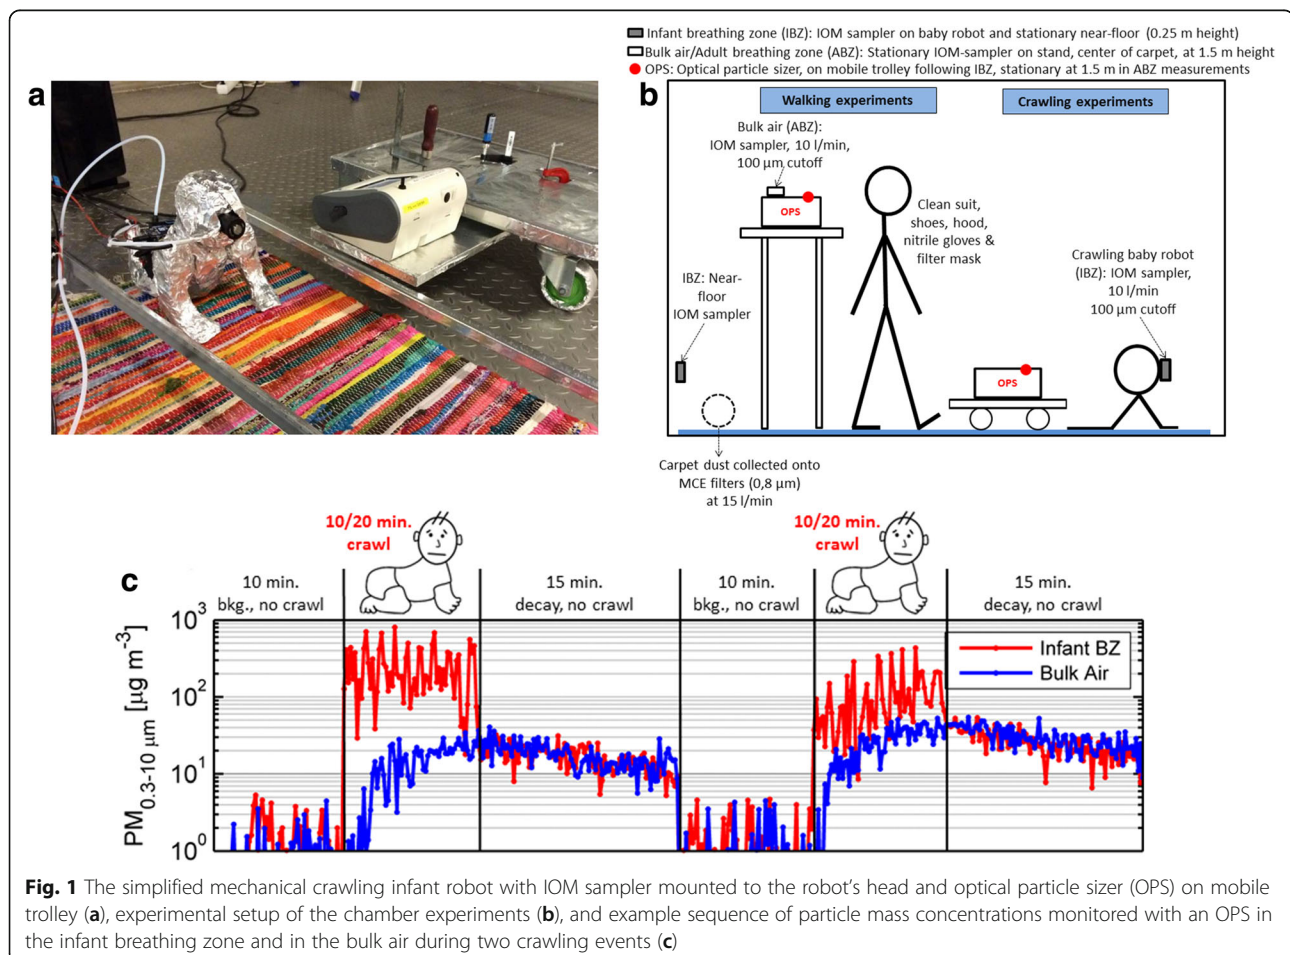 Infant breathing zone (IBZ): IOM sampler on baby robot and stationary near-floor (0.25 m height)
Bulk air/Adult breathing zone (ABZ): Stationary IOM-sampler on stand, center of carpet, at 1.5 m height
OPS: Optical particle sizer, on mobile trolley following IBZ, stationary at 1.5 m in ABZ measurements
a
b
Walking experiments
Crawling experiments
Bulk air (ABZ):
IOM sampler, 10 l/min,
100 µm cutoff
OPS
Clean suit,
shoes, hood,
nitrile gloves &
filter mask
IBZ: Near-
floor
IOM sampler
Crawling baby robot
(IBZ): IOM sampler,
10 l/min
100 µm cutoff
OPS
Carpet dust collected onto
MCE filters (0,8 µm)
at 15 l/min
c
10 min.
bkg., no crawl
10/20 min.
crawl
15 min.
decay, no crawl
10 min.
bkg., no crawl
10/20 min.
crawl
15 min.
decay, no crawl
PM0.3-10 µm [µg m-3]
10^3
10^2
10^1
10^0
Infant BZ
Bulk Air
Fig. 1 The simplified mechanical crawling infant robot with IOM sampler mounted to the robot's head and optical particle sizer (OPS) on mobile
trolley (a), experimental setup of the chamber experiments (b), and example sequence of particle mass concentrations monitored with an OPS in
the infant breathing zone and in the bulk air during two crawling events (c)